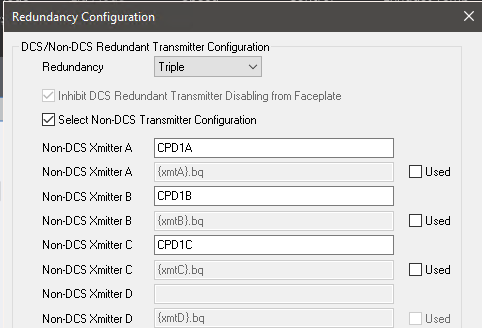 Redundancy Configuration
DCS/Non-DCS Redundant Transmitter Configuration
Redundancy Triple
Inhibit DCS Redundant Transmitter Disabling from Faceplate
Select Non-DCS Transmitter Configuration
Non-DCS Xmitter A CPD1A
Non-DCS Xmitter A {xmtA}.bq Used
Non-DCS Xmitter B CPD1B
Non-DCS Xmitter B {xmtB}.bq Used
Non-DCS Xmitter C CPD1C
Non-DCS Xmitter C {xmtC}.bq Used
Non-DCS Xmitter D
Non-DCS Xmitter D {xmtD}.bq Used